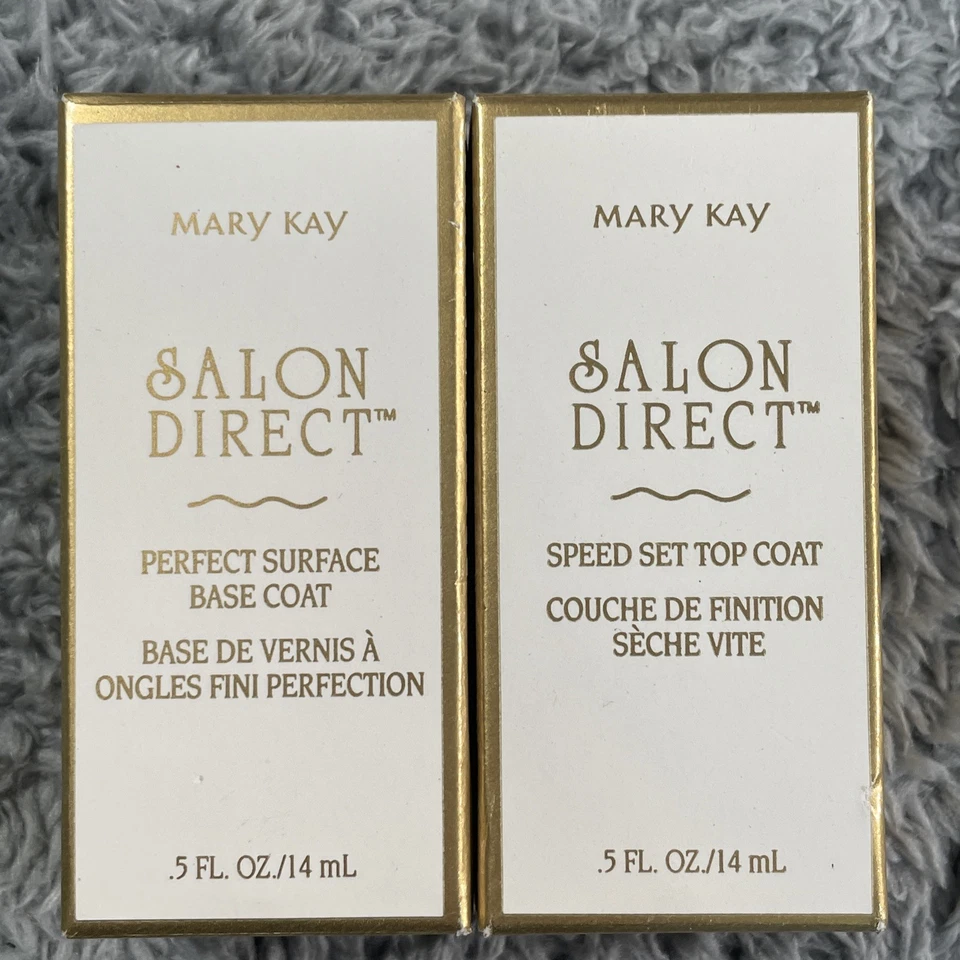 MARY KAY
SALON
DIRECT™
PERFECT SURFACE
BASE COAT
BASE DE VERNIS À
ONGLES FINI PERFECTION
.5 FL. OZ./14 mL
MARY KAY
SALON
DIRECT™
SPEED SET TOP COAT
COUCHE DE FINITION
SÈCHE VITE
.5 FL. OZ./14 mL